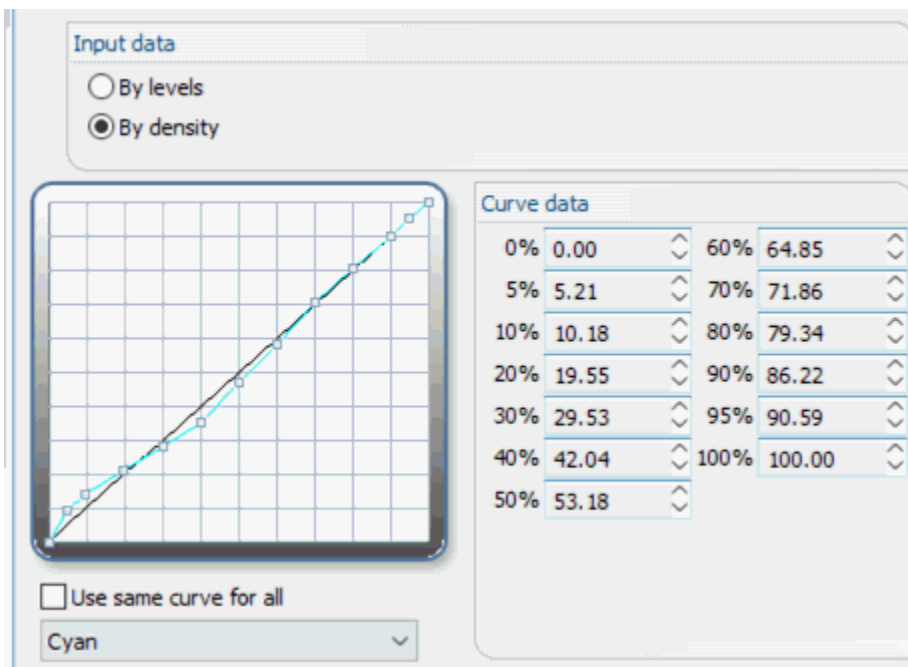 Input data
By levels
By density
Curve data
0% 0.00 60% 64.85
5% 5.21 70% 71.86
10% 10.18 80% 79.34
20% 19.55 90% 86.22
30% 29.53 95% 90.59
40% 42.04 100% 100.00
50% 53.18
Use same curve for all
Cyan